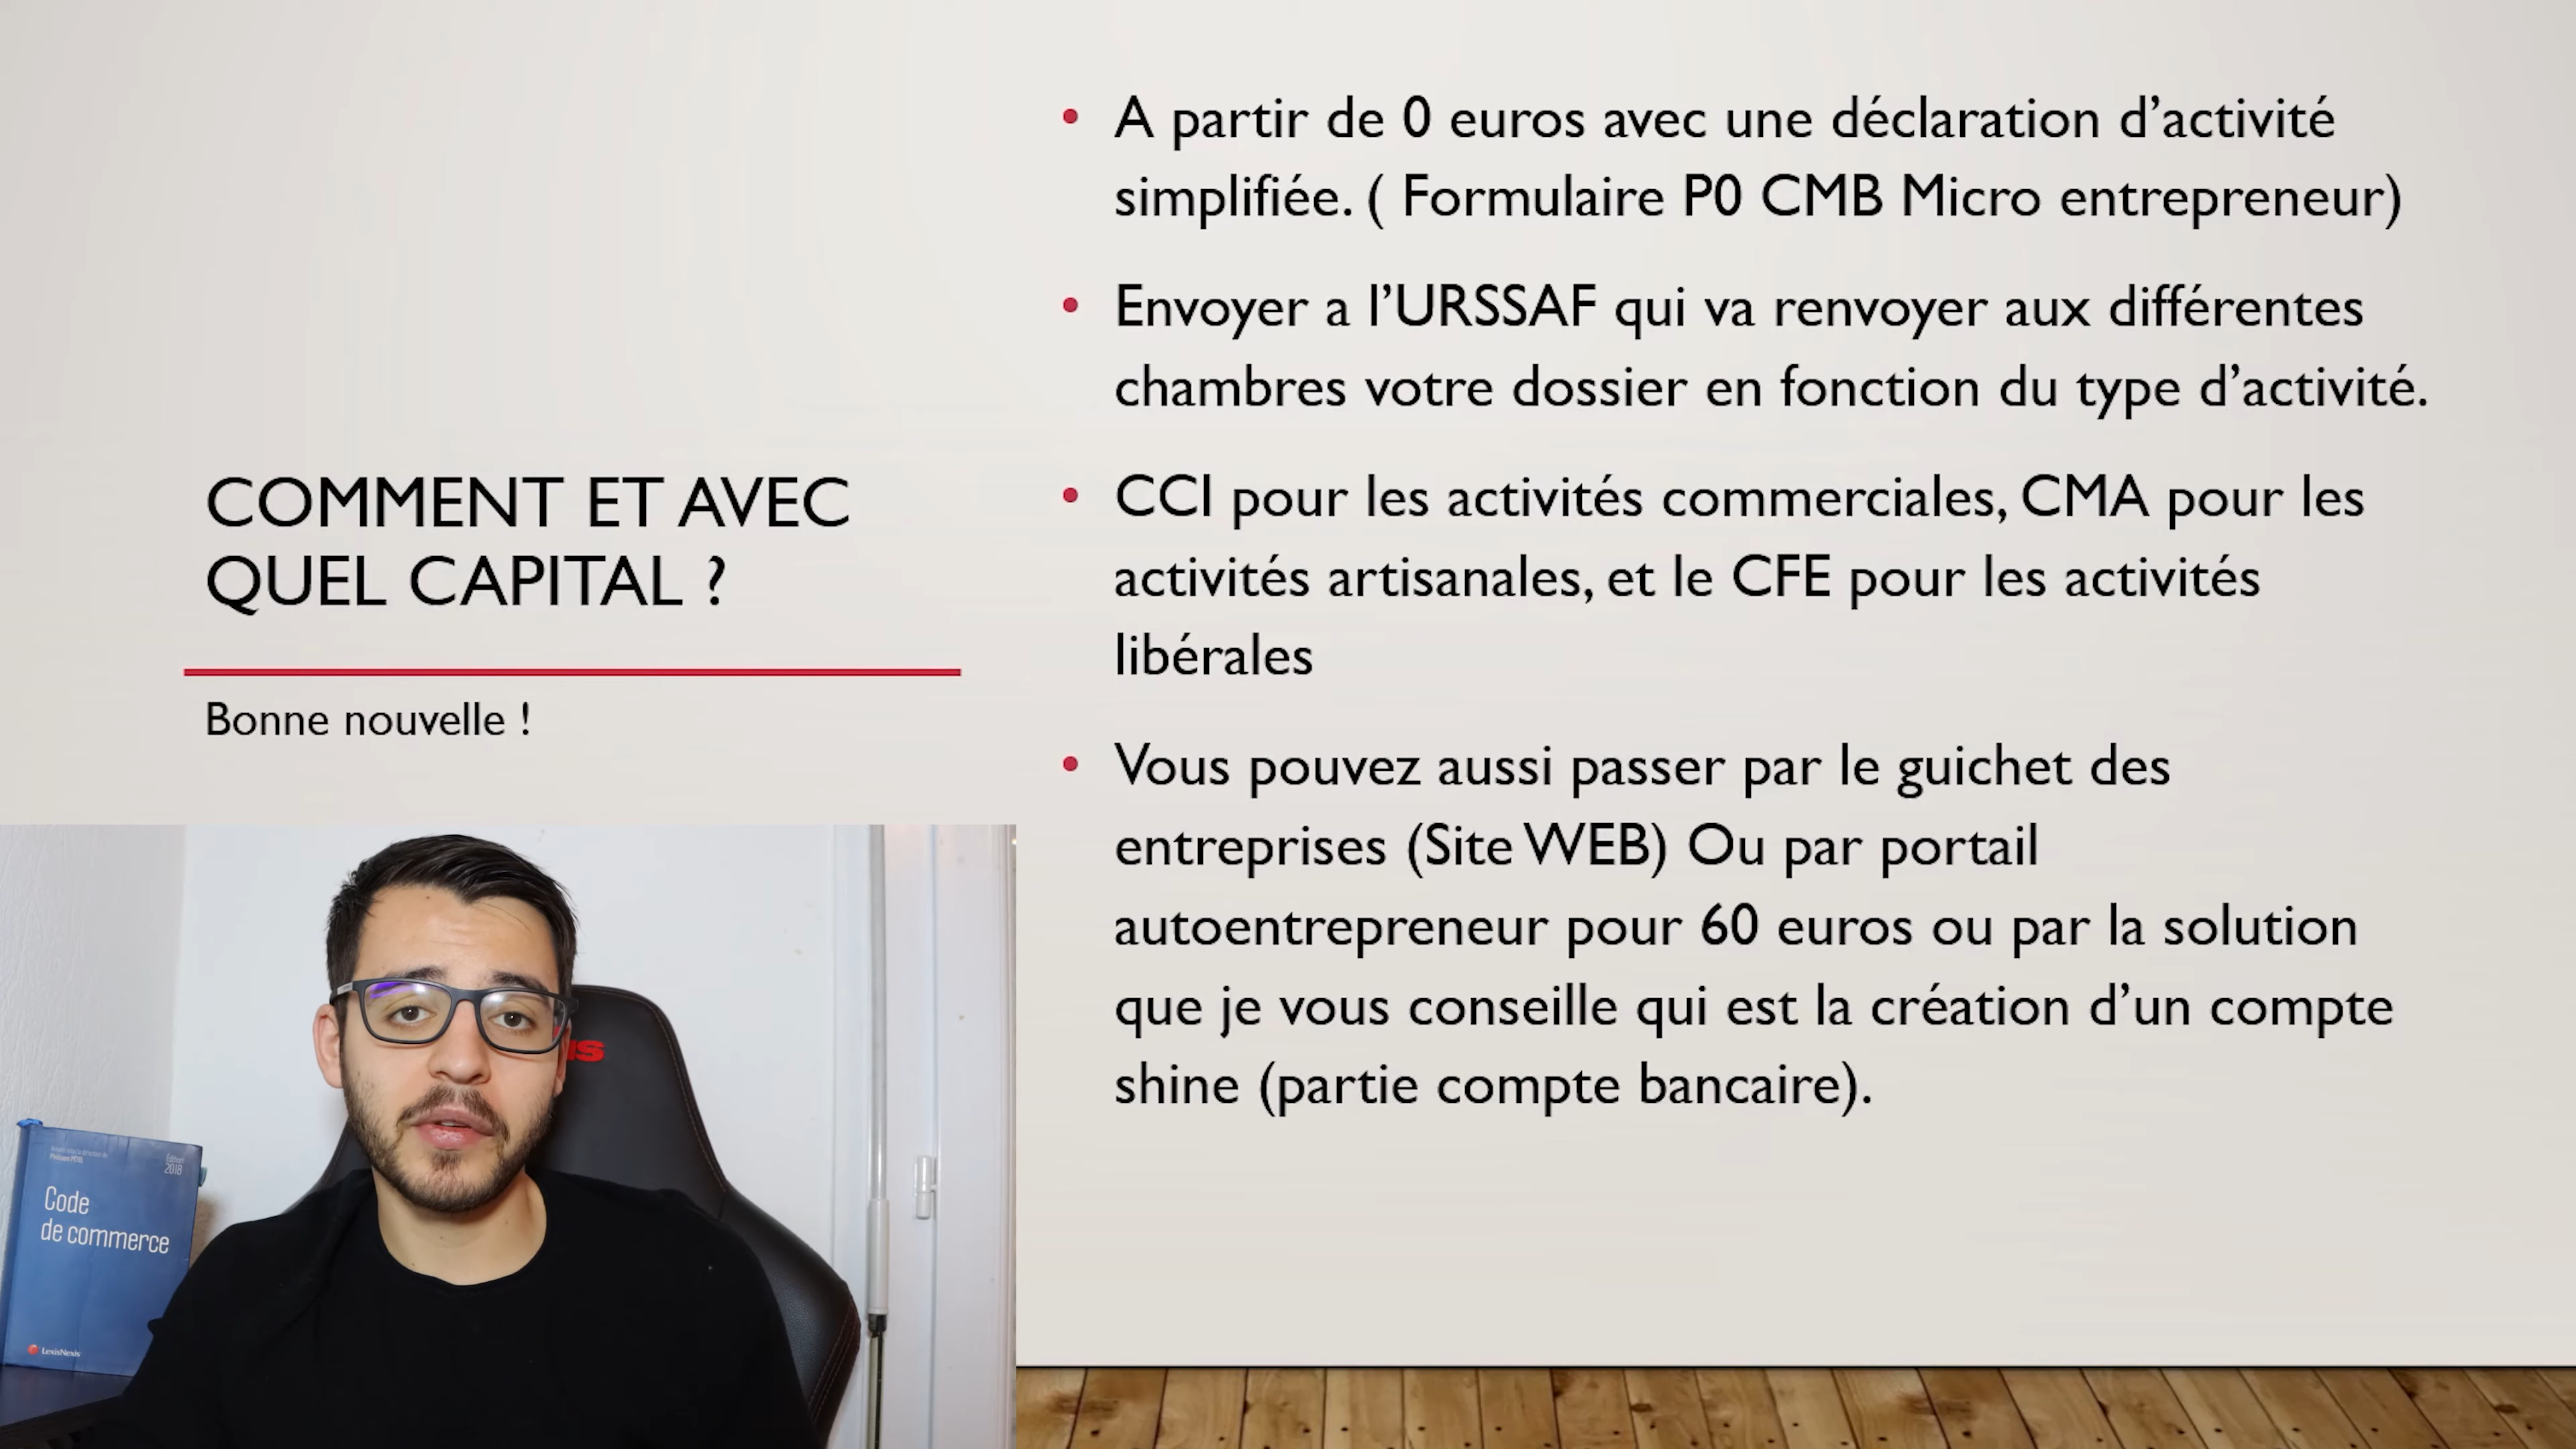 COMMENT ET AVEC
QUEL CAPITAL ?
Bonne nouvelle !
A partir de 0 euros avec une déclaration d’activité
simplifiée. ( Formulaire P0 CMB Micro entrepreneur)
Envoyer a l’URSSAF qui va renvoyer aux différentes
chambres votre dossier en fonction du type d’activité.
CCI pour les activités commerciales, CMA pour les
activités artisanales, et le CFE pour les activités
libérales
Vous pouvez aussi passer par le guichet des
entreprises (Site WEB) Ou par portail
autoentrepreneur pour 60 euros ou par la solution
que je vous conseille qui est la création d’un compte
shine (partie compte bancaire).
2018
Code
de commerce
LexisNexis